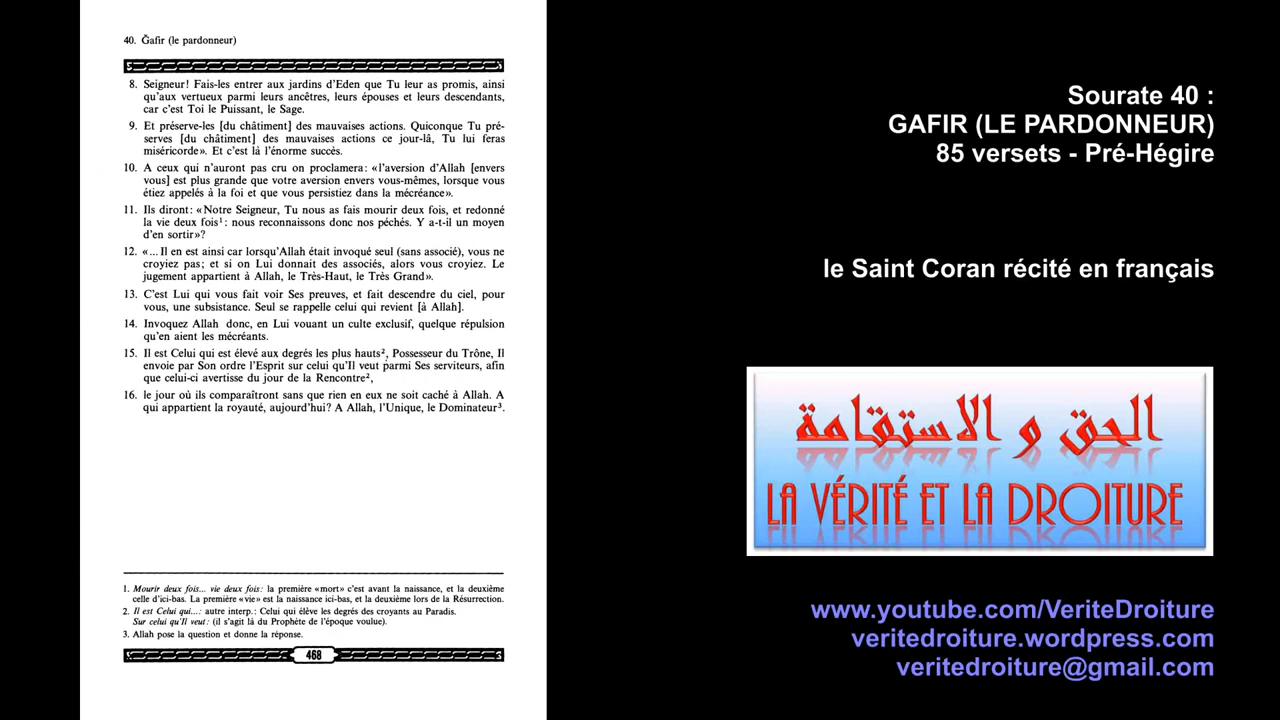 40. Ğafir (le pardonneur)
8. Seigneur! Fais-les entrer aux jardins d'Eden que Tu leur as promis, ainsi
qu'aux vertueux parmi leurs ancêtres, leurs épouses et leurs descendants,
car c'est Toi le Puissant, le Sage.
9. Et préserve-les [du châtiment] des mauvaises actions. Quiconque Tu pré-
serves [du châtiment] des mauvaises actions ce jour-là, Tu lui feras
miséricorde». Et c'est là l'énorme succès.
10. A ceux qui n'auront pas cru on proclamera: «l'aversion d'Allah [envers
vous] est plus grande que votre aversion envers vous-mêmes, lorsque vous
étiez appelés à la foi et que vous persistiez dans la mécréance».
11. Ils diront: «Notre Seigneur, Tu nous as fais mourir deux fois, et redonné
la vie deux fois¹: nous reconnaissons donc nos péchés. Y a-t-il un moyen
d'en sortir»?
12. «...Il en est ainsi car lorsqu'Allah était invoqué seul (sans associé), vous ne
croyiez pas; et si on Lui donnait des associés, alors vous croyiez. Le
jugement appartient à Allah, le Très-Haut, le Très Grand».
13. C'est Lui qui vous fait voir Ses preuves, et fait descendre du ciel, pour
vous, une subsistance. Seul se rappelle celui qui revient [à Allah].
14. Invoquez Allah donc, en Lui vouant un culte exclusif, quelque répulsion
qu'en aient les mécréants.
15. Il est Celui qui est élevé aux degrés les plus hauts², Possesseur du Trône, Il
envoie par Son ordre l'Esprit sur celui qu'Il veut parmi Ses serviteurs, afin
que celui-ci avertisse du jour de la Rencontre²,
16. le jour où ils comparaîtront sans que rien en eux ne soit caché à Allah. A
qui appartient la royauté, aujourd'hui? A Allah, l'Unique, le Dominateur³.
1. Mourir deux fois... vie deux fois: la première «mort» c'est avant la naissance, et la deuxième
celle d'ici-bas. La première «vie» est la naissance ici-bas, et la deuxième lors de la Résurrection.
2. Il est Celui qui...: autre interp.: Celui qui élève les degrés des croyants au Paradis.
Sur celui qu'Il veut: (il s'agit là du Prophète de l'époque voulue).
3. Allah pose la question et donne la réponse.
468
Sourate 40 :
GAFIR (LE PARDONNEUR)
85 versets - Pré-Hégire
le Saint Coran récité en français
الحق و الاستقامة
LA VÉRITÉ ET LA DROITURE
www.youtube.com/VeriteDroiture
veritedroiture.wordpress.com
veritedroiture@gmail.com